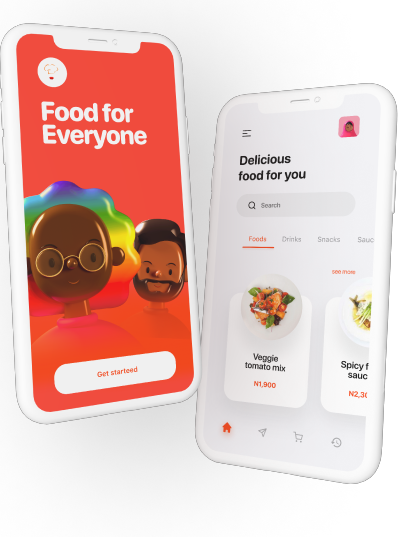 Food for
Everyone
Get starteed
Delicious
food for you
Search
Foods Drinks Snacks Sauc
see more
Veggie
tomato mix
N1,900
Spicy f
sauc
N2,30